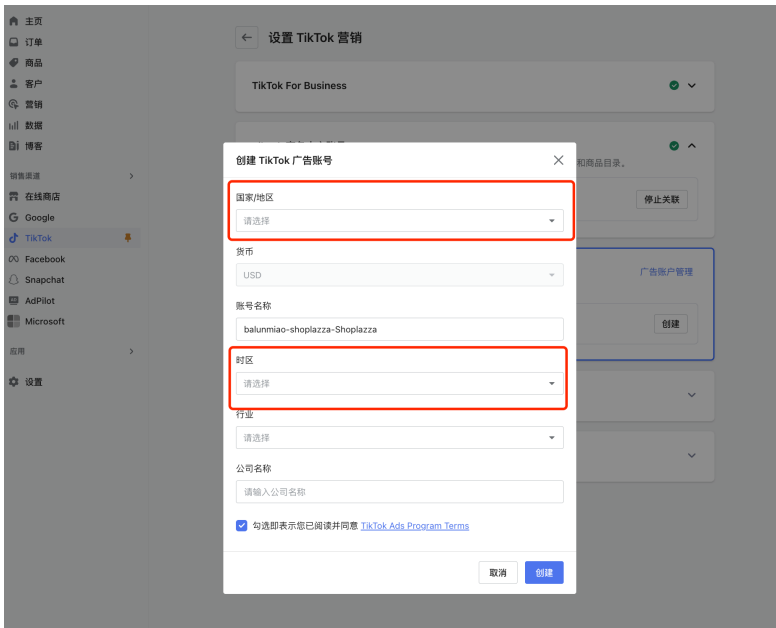 主页
订单
商品
客户
营销
数据
博客
销售渠道
在线商店
Google
TikTok
Facebook
Snapchat
AdPilot
Microsoft
应用
设置
设置 TikTok 营销
TikTok For Business
和商品目录。
停止关联
广告账户管理
创建
创建 TikTok 广告账号
国家/地区
请选择
货币
USD
账号名称
balunmiao-shoplazza-Shoplazza
时区
请选择
行业
请选择
公司名称
请输入公司名称
勾选即表示您已阅读并同意 TikTok Ads Program Terms
取消
创建